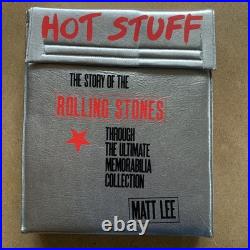 HOT STUFF
THE STORY OF THE
ROLLING STONES
THROUGH
THE ULTIMATE
MEMORABILIA
COLLECTION
MATT LEE